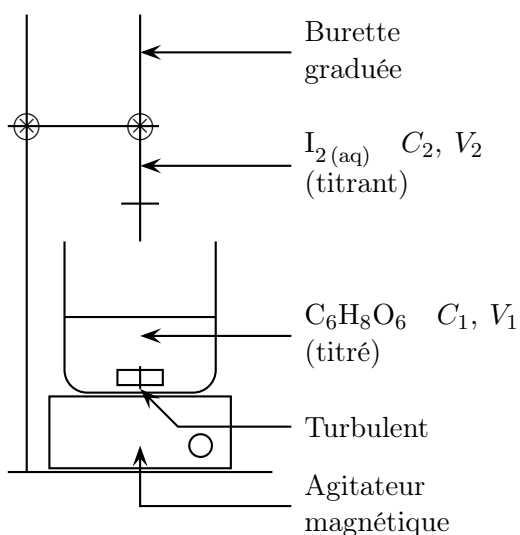 Burette
graduée
I₂ (aq) C₂, V₂
(titrant)
C₆H₈O₆ C₁, V₁
(titré)
Turbulent
Agitateur
magnétique